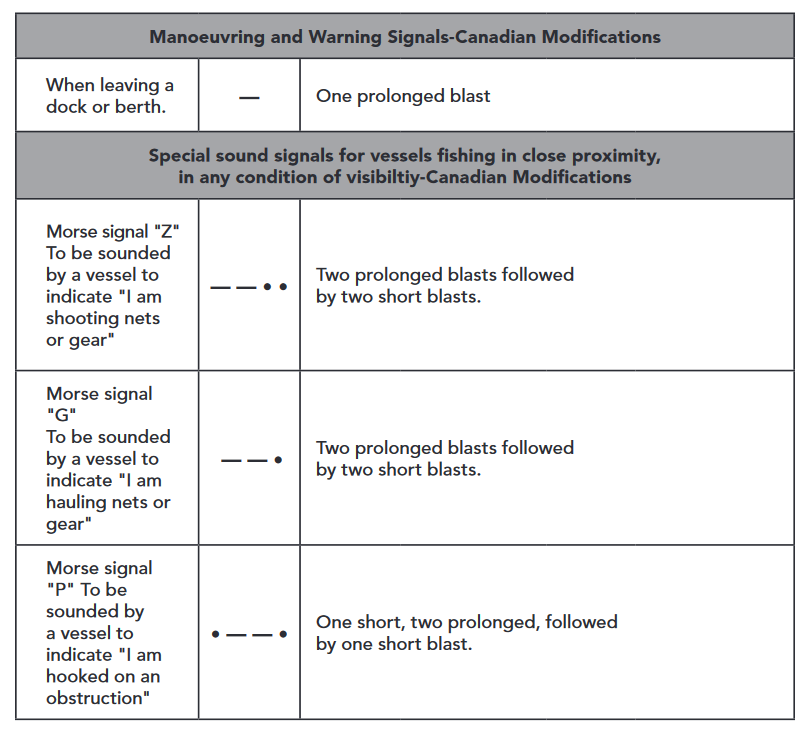 Manoeuvring and Warning Signals-Canadian Modifications
When leaving a
dock or berth.
—
One prolonged blast
Special sound signals for vessels fishing in close proximity,
in any condition of visibiltiy-Canadian Modifications
Morse signal "Z"
To be sounded
by a vessel to
indicate "I am
shooting nets
or gear"
— — • •
Two prolonged blasts followed
by two short blasts.
Morse signal
"G"
To be sounded
by a vessel to
indicate "I am
hauling nets or
gear"
— — •
Two prolonged blasts followed
by two short blasts.
Morse signal
"P" To be
sounded by
a vessel to
indicate "I am
hooked on an
obstruction"
• — — •
One short, two prolonged, followed
by one short blast.